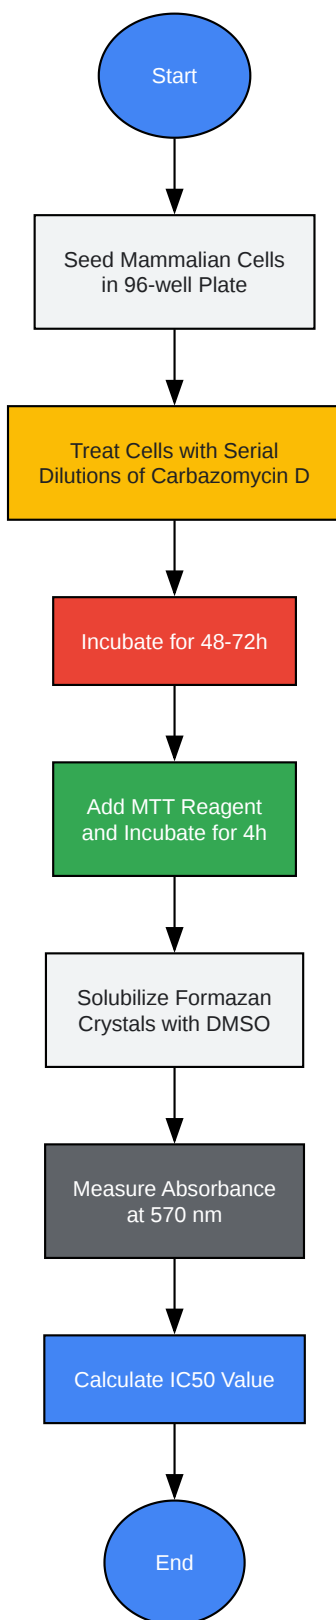 Start
Seed Mammalian Cells
in 96-well Plate
Treat Cells with Serial
Dilutions of Carbazomycin D
Incubate for 48-72h
Add MTT Reagent
and Incubate for 4h
Solubilize Formazan
Crystals with DMSO
Measure Absorbance
at 570 nm
Calculate IC50 Value
End